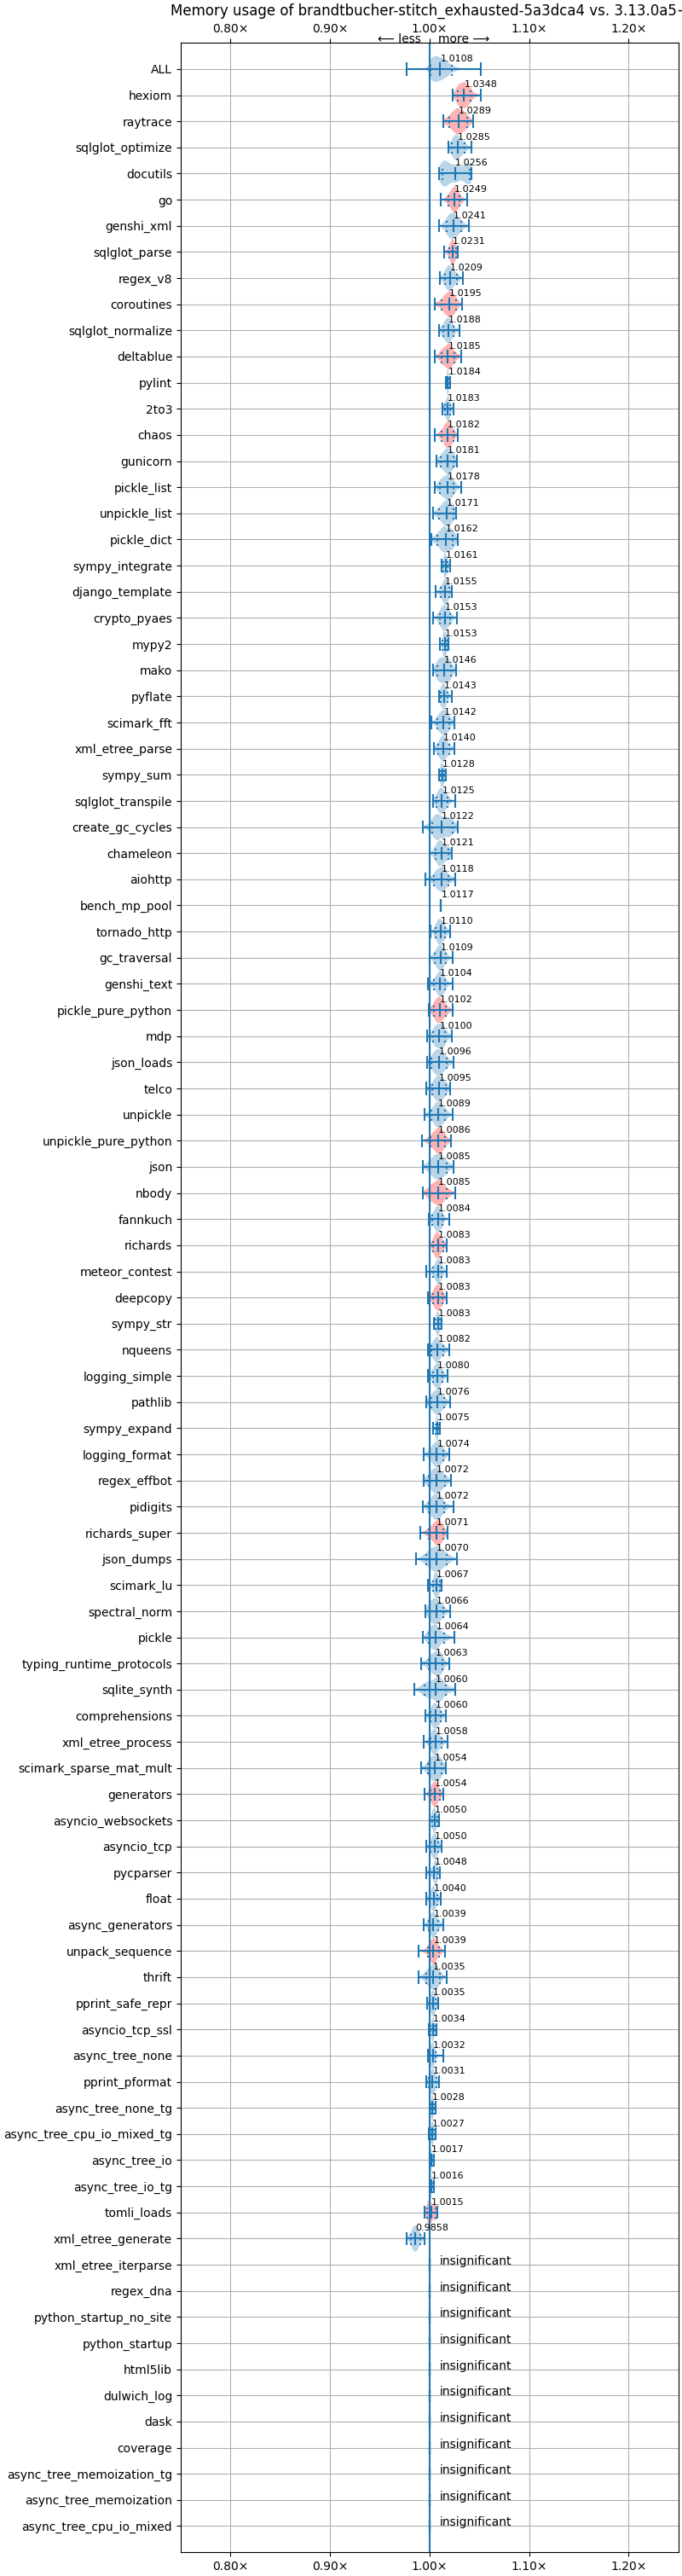 Memory usage of brandtbucher-stitch_exhausted-5a3dca4 vs. 3.13.0a5-
0.80× 0.90× 1.00× 1.10× 1.20×
⟵ less more ⟶
ALL 1.0108
hexiom 1.0348
raytrace 1.0289
sqlglot_optimize 1.0285
docutils 1.0256
go 1.0249
genshi_xml 1.0241
sqlglot_parse 1.0231
regex_v8 1.0209
coroutines 1.0195
sqlglot_normalize 1.0188
deltablue 1.0185
pylint 1.0184
2to3 1.0183
chaos 1.0182
gunicorn 1.0181
pickle_list 1.0178
unpickle_list 1.0171
pickle_dict 1.0162
sympy_integrate 1.0161
django_template 1.0155
crypto_pyaes 1.0153
mypy2 1.0153
mako 1.0146
pyflate 1.0143
scimark_fft 1.0142
xml_etree_parse 1.0140
sympy_sum 1.0128
sqlglot_transpile 1.0125
create_gc_cycles 1.0122
chameleon 1.0121
aiohttp 1.0118
bench_mp_pool 1.0117
tornado_http 1.0110
gc_traversal 1.0109
genshi_text 1.0104
pickle_pure_python 1.0102
mdp 1.0100
json_loads 1.0096
telco 1.0095
unpickle 1.0089
unpickle_pure_python 1.0086
json 1.0085
nbody 1.0085
fannkuch 1.0084
richards 1.0083
meteor_contest 1.0083
deepcopy 1.0083
sympy_str 1.0083
nqueens 1.0082
logging_simple 1.0080
pathlib 1.0076
sympy_expand 1.0075
logging_format 1.0074
regex_effbot 1.0072
pidigits 1.0072
richards_super 1.0071
json_dumps 1.0070
scimark_lu 1.0067
spectral_norm 1.0066
pickle 1.0064
typing_runtime_protocols 1.0063
sqlite_synth 1.0060
comprehensions 1.0060
xml_etree_process 1.0058
scimark_sparse_mat_mult 1.0054
generators 1.0054
asyncio_websockets 1.0050
asyncio_tcp 1.0050
pycparser 1.0048
float 1.0040
async_generators 1.0039
unpack_sequence 1.0039
thrift 1.0035
pprint_safe_repr 1.0035
asyncio_tcp_ssl 1.0034
async_tree_none 1.0032
pprint_pformat 1.0031
async_tree_none_tg 1.0028
async_tree_cpu_io_mixed_tg 1.0027
async_tree_io 1.0017
async_tree_io_tg 1.0016
tomli_loads 1.0015
xml_etree_generate 0.9858
xml_etree_iterparse insignificant
regex_dna insignificant
python_startup_no_site insignificant
python_startup insignificant
html5lib insignificant
dulwich_log insignificant
dask insignificant
coverage insignificant
async_tree_memoization_tg insignificant
async_tree_memoization insignificant
async_tree_cpu_io_mixed insignificant
0.80× 0.90× 1.00× 1.10× 1.20×